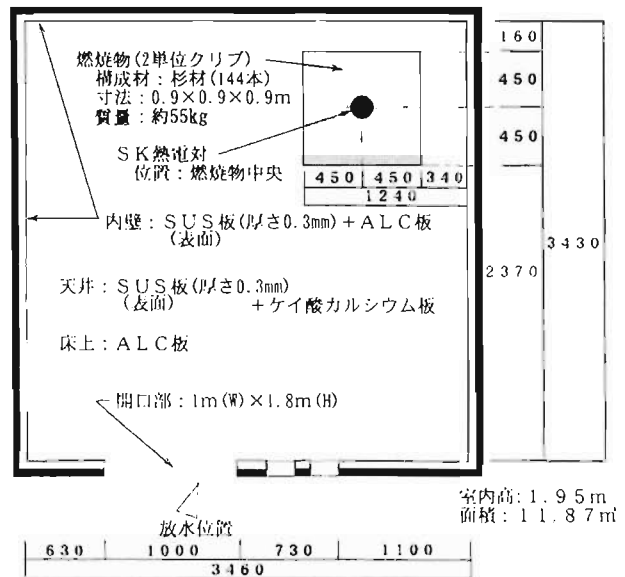 燃焼物(2単位クリブ)
構成材:杉材(144本)
寸法:0.9×0.9×0.9m
質量:約55kg
SK熱電対
位置:燃焼物中央
160
450
450
450 450 340
1240
内壁:SUS板(厚さ0.3mm)+ALC板
(表面)
3430
2370
天井:SUS板(厚さ0.3mm)
(表面)
+ケイ酸カルシウム板
床上:ALC板
開口部:1m(W)×1.8m(H)
室内高:1.95m
面積:11.87㎡
放水位置
630 1000 730 1100
3460